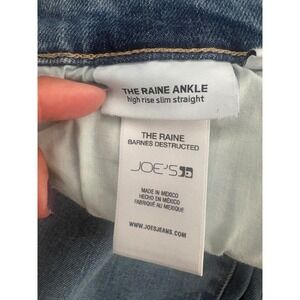 THE RAINE ANKLE
high rise slim straight
THE RAINE
BARNES DESTRUCTED
JOE'S
MADE IN MEXICO
HECHO EN MÉXICO
FABRIQUÉ AU MEXIQUE
WWW.JOESJEANS.COM